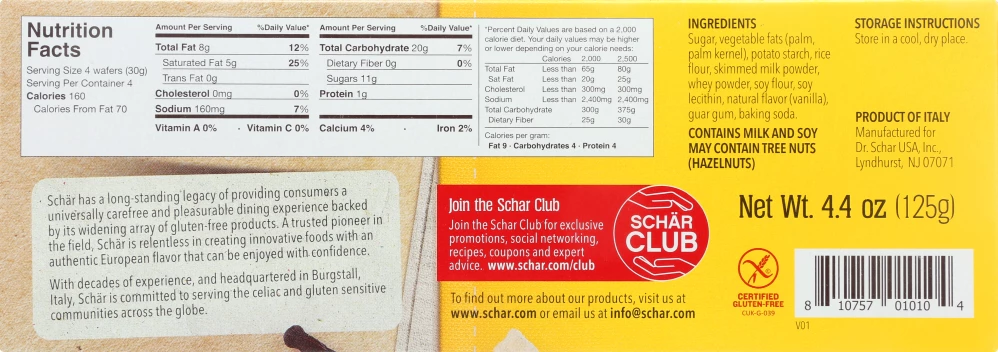 Nutrition
Facts
Serving Size 4 wafers (30g)
Serving Per Container 4
Calories 160
Calories From Fat 70
Amount Per Serving %Daily Value*
Total Fat 8g 12%
Saturated Fat 5g 25%
Trans Fat 0g
Cholesterol 0mg 0%
Sodium 160mg 7%
Vitamin A 0% · Vitamin C 0%
Amount Per Serving %Daily Value*
Total Carbohydrate 20g 7%
Dietary Fiber 0g 0%
Sugars 11g
Protein 1g
Calcium 4% · Iron 2%
*Percent Daily Values are based on a 2,000
calorie diet. Your daily values may be higher
or lower depending on your calorie needs:
Calories 2,000 2,500
Total Fat Less than 65g 80g
Sat Fat Less than 20g 25g
Cholesterol Less than 300mg 300mg
Sodium Less than 2,400mg 2,400mg
Total Carbohydrate 300g 375g
Dietary Fiber 25g 30g
Calories per gram:
Fat 9 · Carbohydrates 4 · Protein 4
INGREDIENTS
Sugar, vegetable fats (palm,
palm kernel), potato starch, rice
flour, skimmed milk powder,
whey powder, soy flour, soy
lecithin, natural flavor (vanilla),
guar gum, baking soda.
CONTAINS MILK AND SOY
MAY CONTAIN TREE NUTS
(HAZELNUTS)
STORAGE INSTRUCTIONS
Store in a cool, dry place.
PRODUCT OF ITALY
Manufactured for
Dr. Schar USA, Inc.,
Lyndhurst, NJ 07071
Schär has a long-standing legacy of providing consumers a
universally carefree and pleasurable dining experience backed
by its widening array of gluten-free products. A trusted pioneer in
the field, Schär is relentless in creating innovative foods with an
authentic European flavor that can be enjoyed with confidence.
With decades of experience, and headquartered in Burgstall,
Italy, Schär is committed to serving the celiac and gluten sensitive
communities across the globe.
Join the Schar Club
Join the Schar Club for exclusive
promotions, social networking,
recipes, coupons and expert
advice. www.schar.com/club
SCHÄR
CLUB
To find out more about our products, visit us at
www.schar.com or email us at info@schar.com
Net Wt. 4.4 oz (125g)
CERTIFIED
GLUTEN-FREE
CUK-G-039
8 10757 01010 4
V01